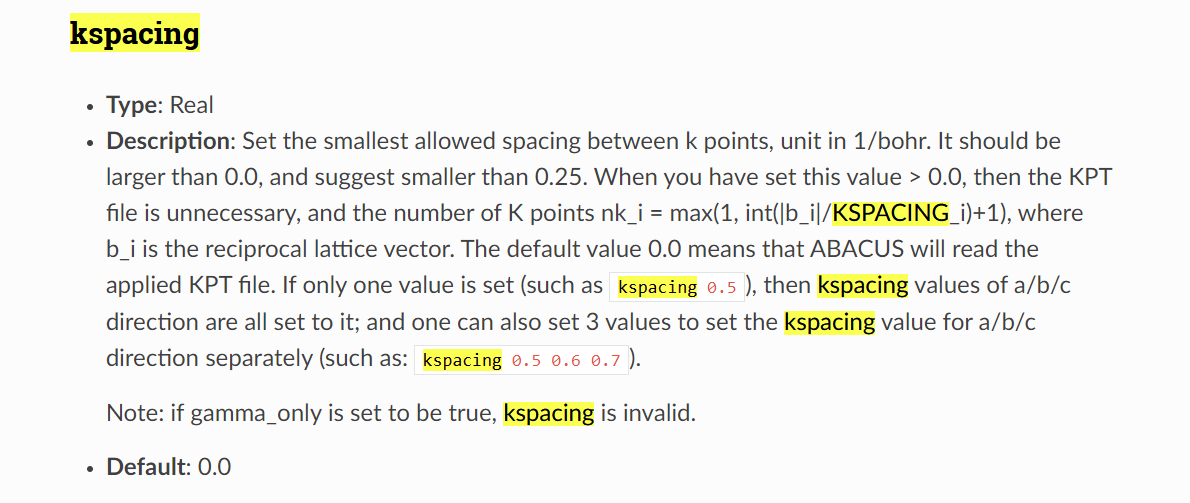 kspacing
Type: Real
Description: Set the smallest allowed spacing between k points, unit in 1/bohr. It should be
larger than 0.0, and suggest smaller than 0.25. When you have set this value > 0.0, then the KPT
file is unnecessary, and the number of K points nk_i = max(1, int(|b_i|/KSPACING_i)+1), where
b_i is the reciprocal lattice vector. The default value 0.0 means that ABACUS will read the
applied KPT file. If only one value is set (such as kspacing 0.5), then kspacing values of a/b/c
direction are all set to it; and one can also set 3 values to set the kspacing value for a/b/c
direction separately (such as: kspacing 0.5 0.6 0.7).
Note: if gamma_only is set to be true, kspacing is invalid.
Default: 0.0